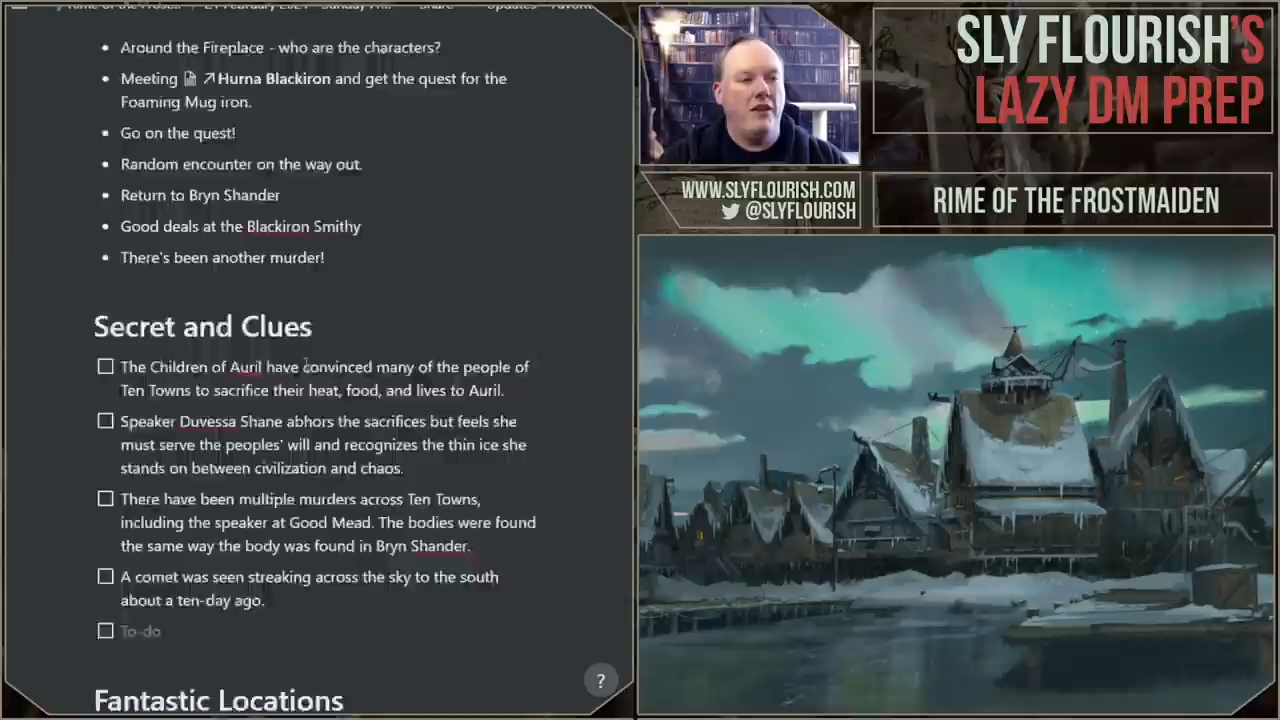 Around the Fireplace - who are the characters?
Meeting Hurna Blackiron and get the quest for the
Foaming Mug iron.
Go on the quest!
Random encounter on the way out.
Return to Bryn Shander
Good deals at the Blackiron Smithy
There's been another murder!
Secret and Clues
The Children of Auril have convinced many of the people of
Ten Towns to sacrifice their heat, food, and lives to Auril.
Speaker Duvessa Shane abhors the sacrifices but feels she
must serve the peoples' will and recognizes the thin ice she
stands on between civilization and chaos.
There have been multiple murders across Ten Towns,
including the speaker at Good Mead. The bodies were found
the same way the body was found in Bryn Shander.
A comet was seen streaking across the sky to the south
about a ten-day ago.
To-do
Fantastic Locations
?
SLY FLOURISH'S
LAZY DM PREP
WWW.SLYFLOURISH.COM
@SLYFLOURISH
RIME OF THE FROSTMAIDEN